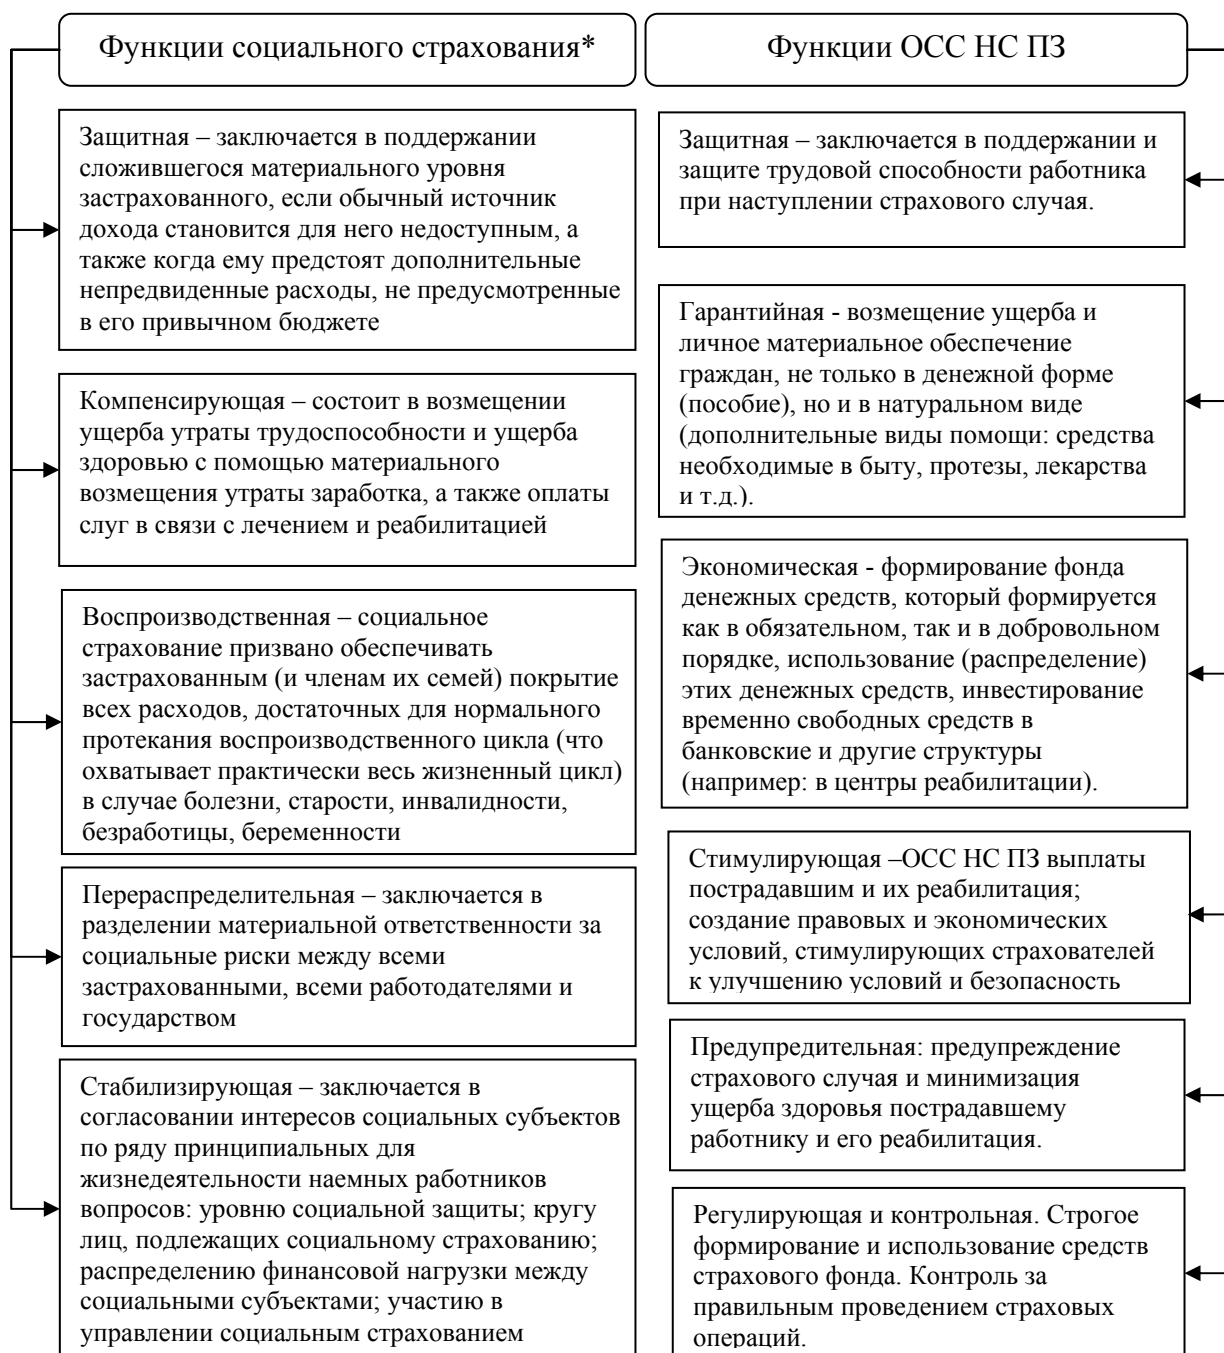 Функции социального страхования*
Защитная – заключается в поддержании
сложившегося материального уровня
застрахованного, если обычный источник
дохода становится для него недоступным, а
также когда ему предстоят дополнительные
непредвиденные расходы, не предусмотренные
в его привычном бюджете
Компенсирующая – состоит в возмещении
ущерба утраты трудоспособности и ущерба
здоровью с помощью материального
возмещения утраты заработка, а также оплаты
слуг в связи с лечением и реабилитацией
Воспроизводственная – социальное
страхование призвано обеспечивать
застрахованным (и членам их семей) покрытие
всех расходов, достаточных для нормального
протекания воспроизводственного цикла (что
охватывает практически весь жизненный цикл)
в случае болезни, старости, инвалидности,
безработицы, беременности
Перераспределительная – заключается в
разделении материальной ответственности за
социальные риски между всеми
застрахованными, всеми работодателями и
государством
Стабилизирующая – заключается в
согласовании интересов социальных субъектов
по ряду принципиальных для
жизнедеятельности наемных работников
вопросов: уровню социальной защиты; кругу
лиц, подлежащих социальному страхованию;
распределению финансовой нагрузки между
социальными субъектами; участию в
управлении социальным страхованием
Функции ОСС НС ПЗ
Защитная – заключается в поддержании и
защите трудовой способности работника
при наступлении страхового случая.
Гарантийная - возмещение ущерба и
личное материальное обеспечение
граждан, не только в денежной форме
(пособие), но и в натуральном виде
(дополнительные виды помощи: средства
необходимые в быту, протезы, лекарства
и т.д.).
Экономическая - формирование фонда
денежных средств, который формируется
как в обязательном, так и в добровольном
порядке, использование (распределение)
этих денежных средств, инвестирование
временно свободных средств в
банковские и другие структуры
(например: в центры реабилитации).
Стимулирующая –ОСС НС ПЗ выплаты
пострадавшим и их реабилитация;
создание правовых и экономических
условий, стимулирующих страхователей
к улучшению условий и безопасность
Предупредительная: предупреждение
страхового случая и минимизация
ущерба здоровья пострадавшему
работнику и его реабилитация.
Регулирующая и контрольная. Строгое
формирование и использование средств
страхового фонда. Контроль за
правильным проведением страховых
операций.